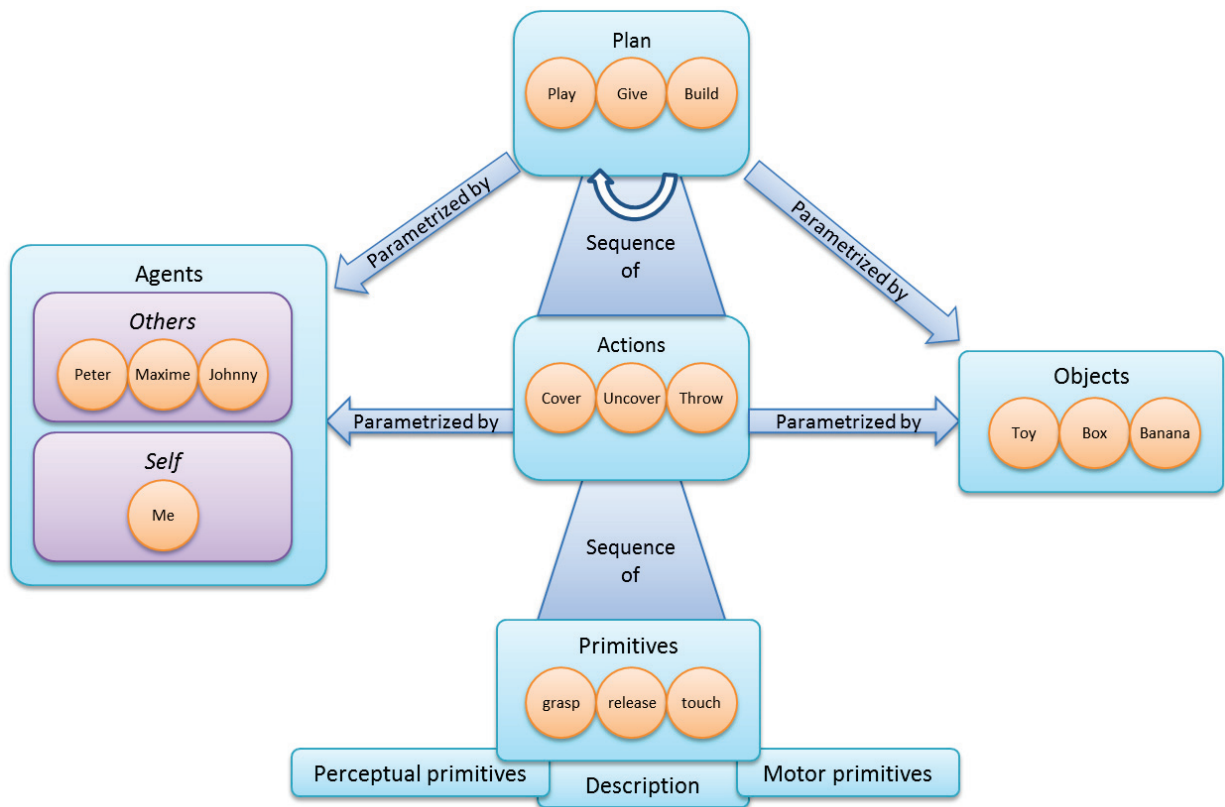 Plan
Play Give Build
Parametrized by
Parametrized by
Sequence
of
Agents
Others
Peter Maxime Johnny
Self
Me
Actions
Cover Uncover Throw
Parametrized by
Parametrized by
Objects
Toy Box Banana
Sequence
of
Primitives
grasp release touch
Perceptual primitives
Description
Motor primitives